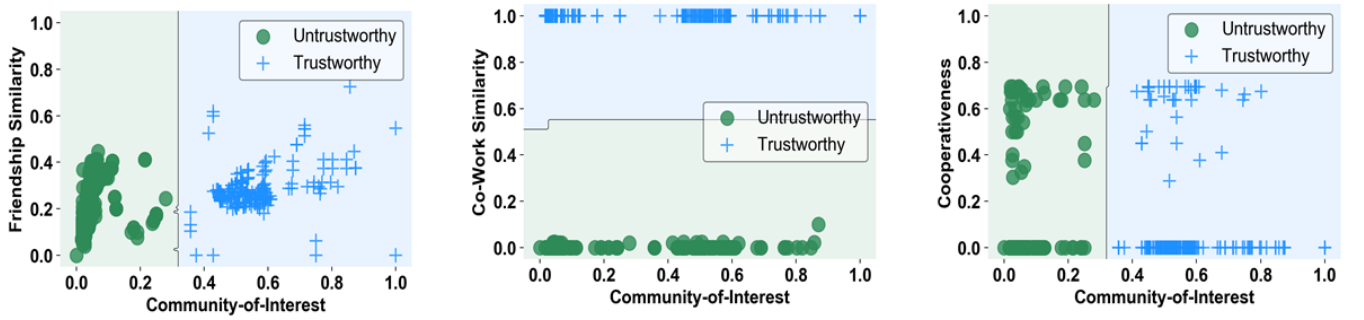 Friendship Similarity
1.0
0.8
0.6
0.4
0.2
0.0
Untrustworthy
Trustworthy
0.0 0.2 0.4 0.6 0.8 1.0
Community-of-Interest
Co-Work Similarity
1.0
0.8
0.6
0.4
0.2
0.0
Untrustworthy
Trustworthy
0.0 0.2 0.4 0.6 0.8 1.0
Community-of-Interest
Cooperativeness
1.0
0.8
0.6
0.4
0.2
0.0
Untrustworthy
Trustworthy
0.0 0.2 0.4 0.6 0.8 1.0
Community-of-Interest